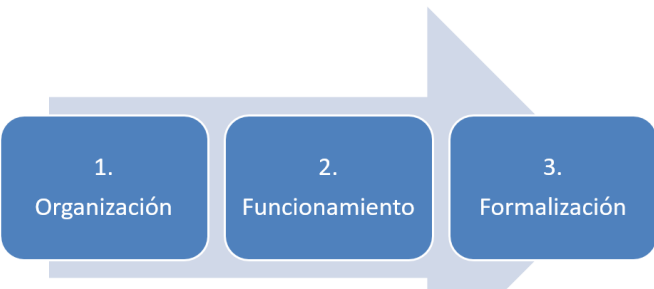 1.
Organización
2.
Funcionamiento
3.
Formalización